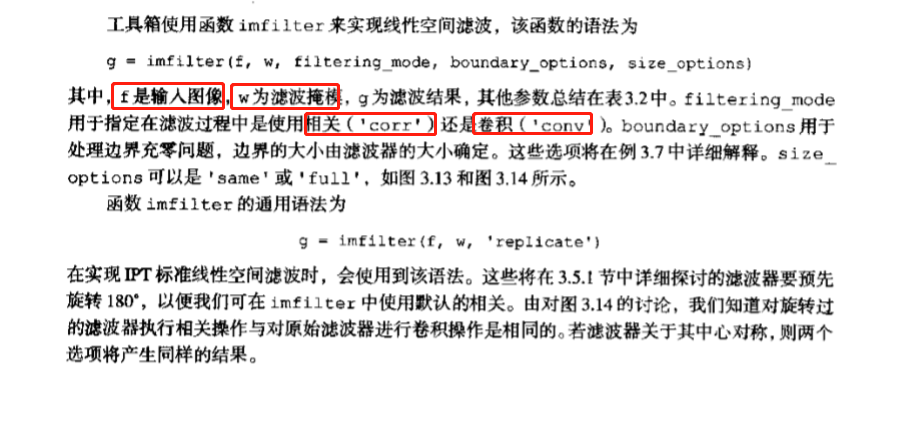 工具箱使用函数 imfilter 来实现线性空间滤波，该函数的语法为
g = imfilter(f, w, filtering_mode, boundary_options, size_options)
其中，f 是输入图像，w 为滤波掩模，g 为滤波结果，其他参数总结在表3.2中。filtering_mode
用于指定在滤波过程中是使用相关('corr')还是卷积('conv')。boundary_options 用于
处理边界充零问题，边界的大小由滤波器的大小确定。这些选项将在例 3.7 中详细解释。size_
options 可以是 'same' 或 'full'，如图 3.13 和图 3.14 所示。
函数 imfilter 的通用语法为
g = imfilter(f, w, 'replicate')
在实现 IPT 标准线性空间滤波时，会使用到该语法。这些将在 3.5.1 节中详细探讨的滤波器要预先
旋转 180°，以便我们可在 imfilter 中使用默认的相关。由对图 3.14 的讨论，我们知道对旋转过
的滤波器执行相关操作与对原始滤波器进行卷积操作是相同的。若滤波器关于其中心对称，则两个
选项将产生同样的结果。